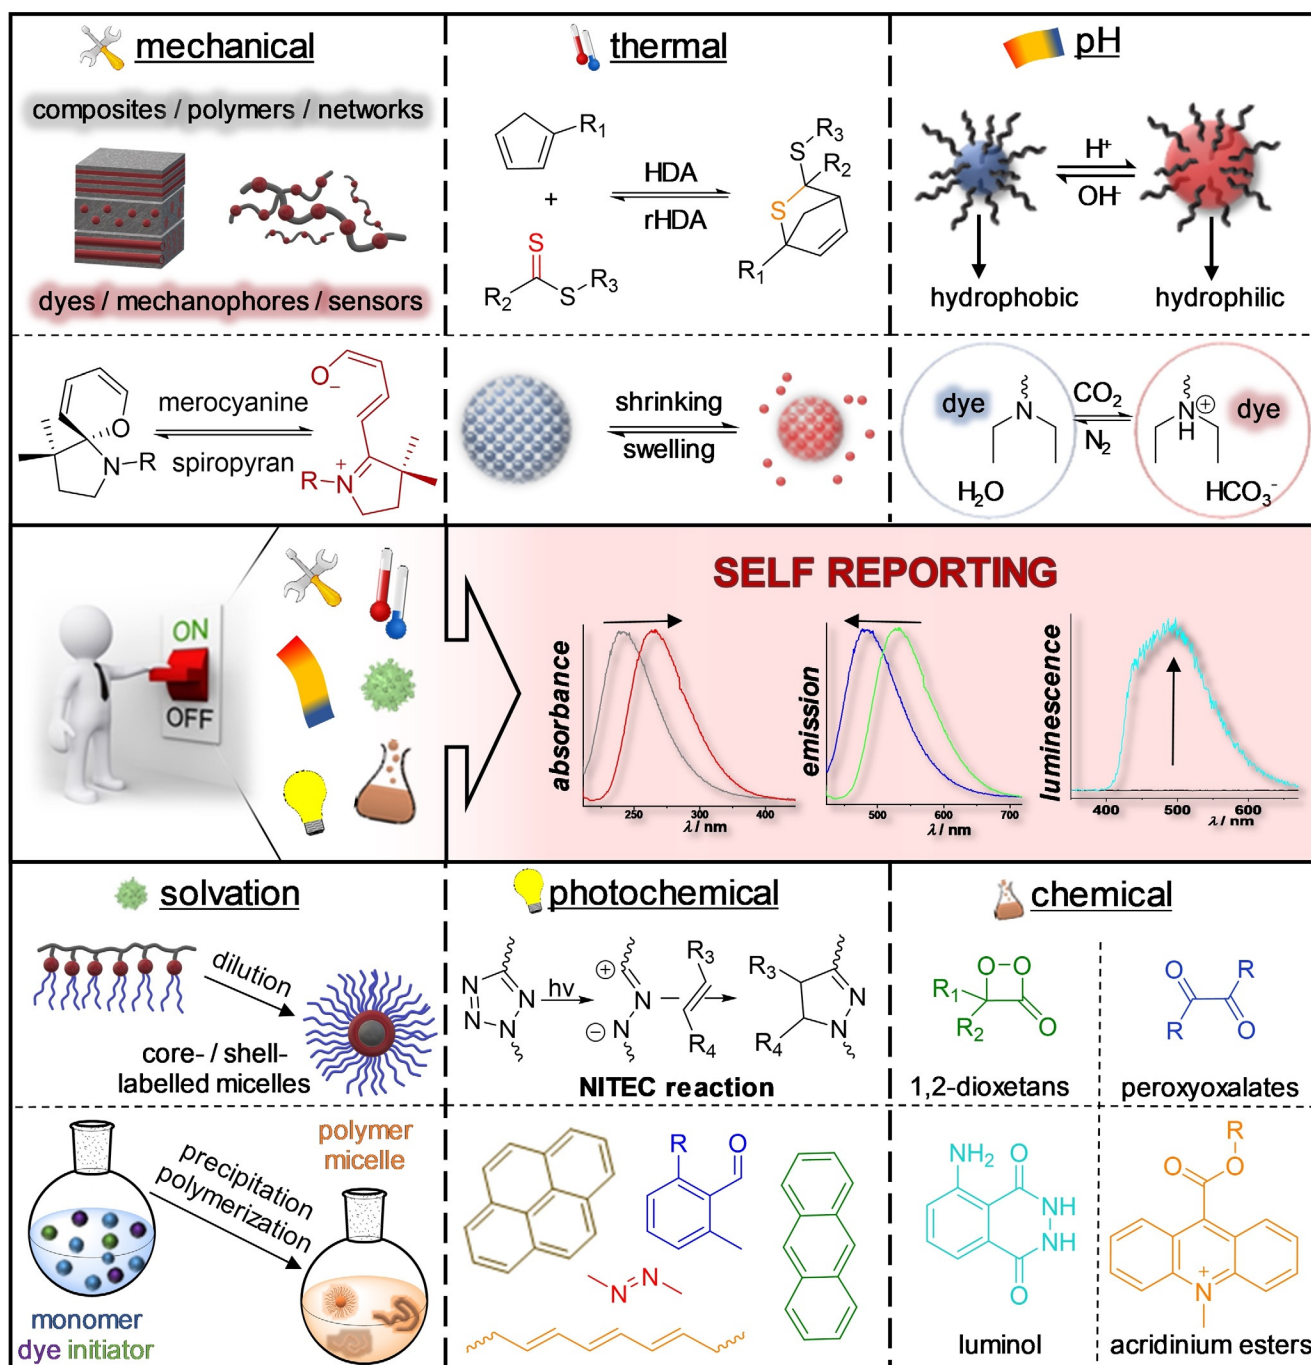 mechanical
composites / polymers / networks
dyes / mechanophores / sensors
O
−
merocyanine
spiropyran
O
N
R
R
N
+
thermal
R1
+
S
R2
S
R3
HDA
rHDA
R3
S
R2
S
R1
shrinking
swelling
pH
H+
OH-
hydrophobic
hydrophilic
dye
N
H2O
CO2
N2
N
H
+
dye
HCO3−
ON
OFF
SELF REPORTING
absorbance
250
300
400
λ / nm
emission
500
600
700
λ / nm
luminescence
400
500
600
λ / nm
solvation
dilution
core- / shell-
labelled micelles
precipitation
polymerization
polymer
micelle
monomer
dye initiator
photochemical
N
N
N
N
hν
+
N
N
−
R3
R4
R3
R4
N
N
NITEC reaction
R
O
N
N
chemical
O
O
R1
R2
O
1,2-dioxetans
O
R
R
O
peroxyoxalates
NH2
O
NH
NH
O
luminol
R
O
O
N
+
acridinium esters